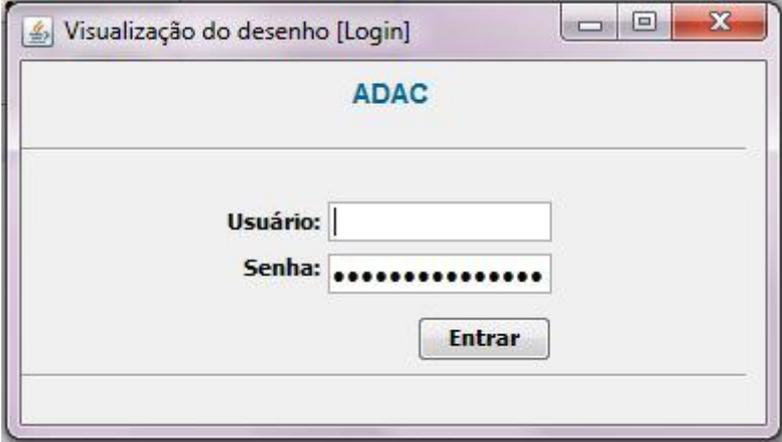 Visualização do desenho [Login]
ADAC
Usuário:
Senha: ●●●●●●●●●●●●●●●
Entrar